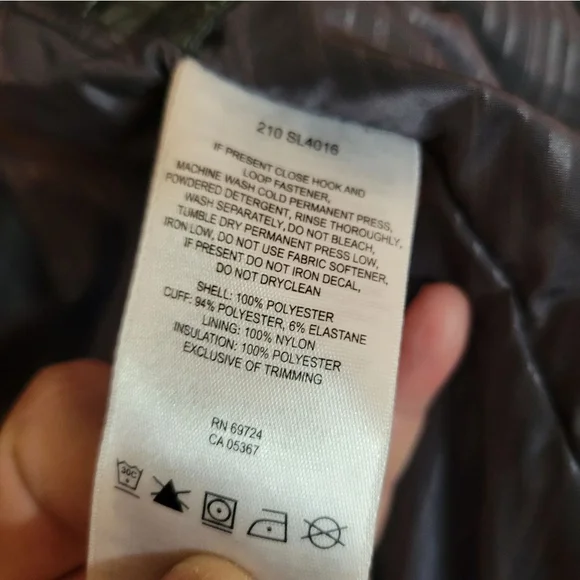 210 SL4016
IF PRESENT CLOSE HOOK AND
LOOP FASTENER,
MACHINE WASH COLD PERMANENT PRESS,
POWDERED DETERGENT, RINSE THOROUGHLY,
WASH SEPARATELY, DO NOT BLEACH,
TUMBLE DRY PERMANENT PRESS LOW,
IRON LOW, DO NOT USE FABRIC SOFTENER,
IF PRESENT DO NOT IRON DECAL,
DO NOT DRYCLEAN
SHELL: 100% POLYESTER
CUFF: 94% POLYESTER, 6% ELASTANE
LINING: 100% NYLON
INSULATION: 100% POLYESTER
EXCLUSIVE OF TRIMMING
RN 69724
CA 05367
30C